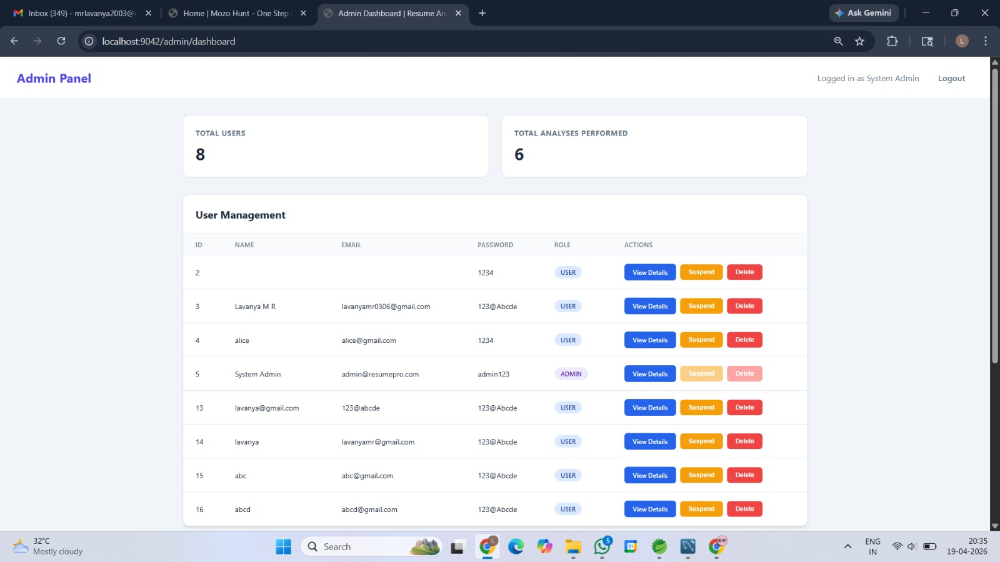 Inbox (349) - mrlavanya2003@g
Home | Mozo Hunt - One Step
Admin Dashboard | Resume An
Ask Gemini
localhost:9042/admin/dashboard
L
Admin Panel
Logged in as System Admin
Logout
TOTAL USERS
8
TOTAL ANALYSES PERFORMED
6
User Management
ID NAME EMAIL PASSWORD ROLE ACTIONS
2 1234 USER View Details Suspend Delete
3 Lavanya M R lavanyamr0306@gmail.com 123@Abcde USER View Details Suspend Delete
4 alice alice@gmail.com 1234 USER View Details Suspend Delete
5 System Admin admin@resumepro.com admin123 ADMIN View Details Suspend Delete
13 lavanya@gmail.com 123@abcde 123@Abcde USER View Details Suspend Delete
14 lavanya lavanyamr@gmail.com 123@Abcde USER View Details Suspend Delete
15 abc abc@gmail.com 123@Abcde USER View Details Suspend Delete
16 abcd abcd@gmail.com 123@Abcde USER View Details Suspend Delete
32°C
Mostly cloudy
Search
L
5
31
ENG
IN
20:35
19-04-2026